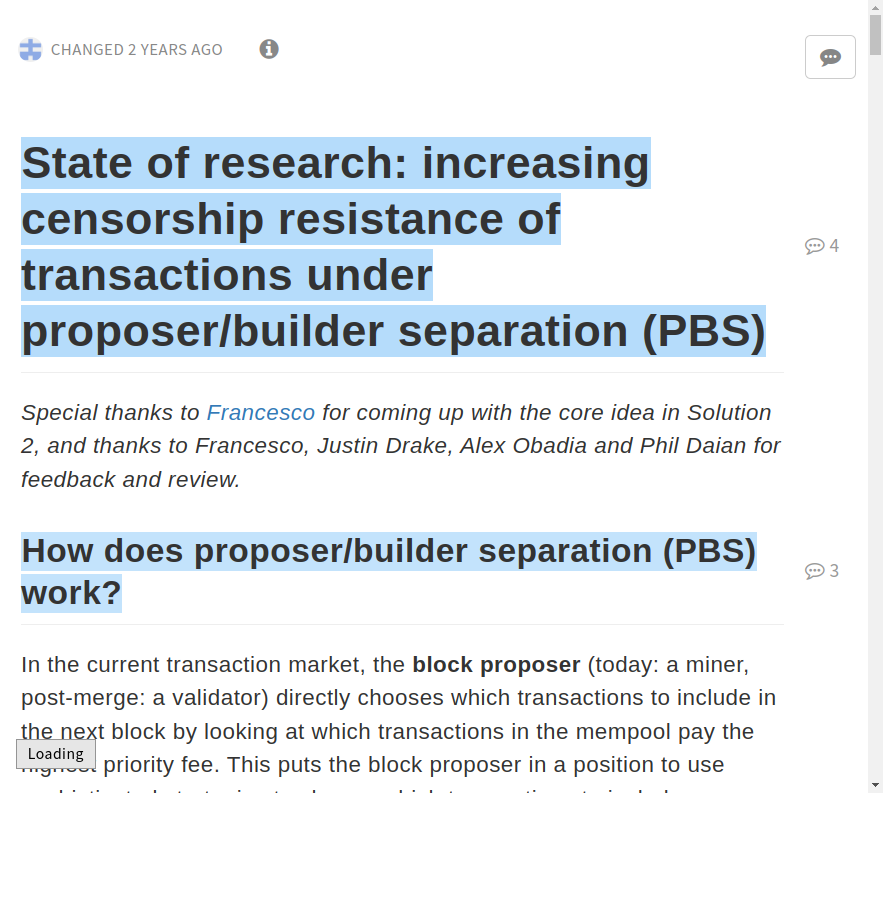 CHANGED 2 YEARS AGO
State of research: increasing
censorship resistance of
transactions under
proposer/builder separation (PBS)
4
Special thanks to Francesco for coming up with the core idea in Solution
2, and thanks to Francesco, Justin Drake, Alex Obadia and Phil Daian for
feedback and review.
How does proposer/builder separation (PBS)
work?
3
In the current transaction market, the block proposer (today: a miner,
post-merge: a validator) directly chooses which transactions to include in
the next block by looking at which transactions in the mempool pay the
highest priority fee. This puts the block proposer in a position to use
Loading